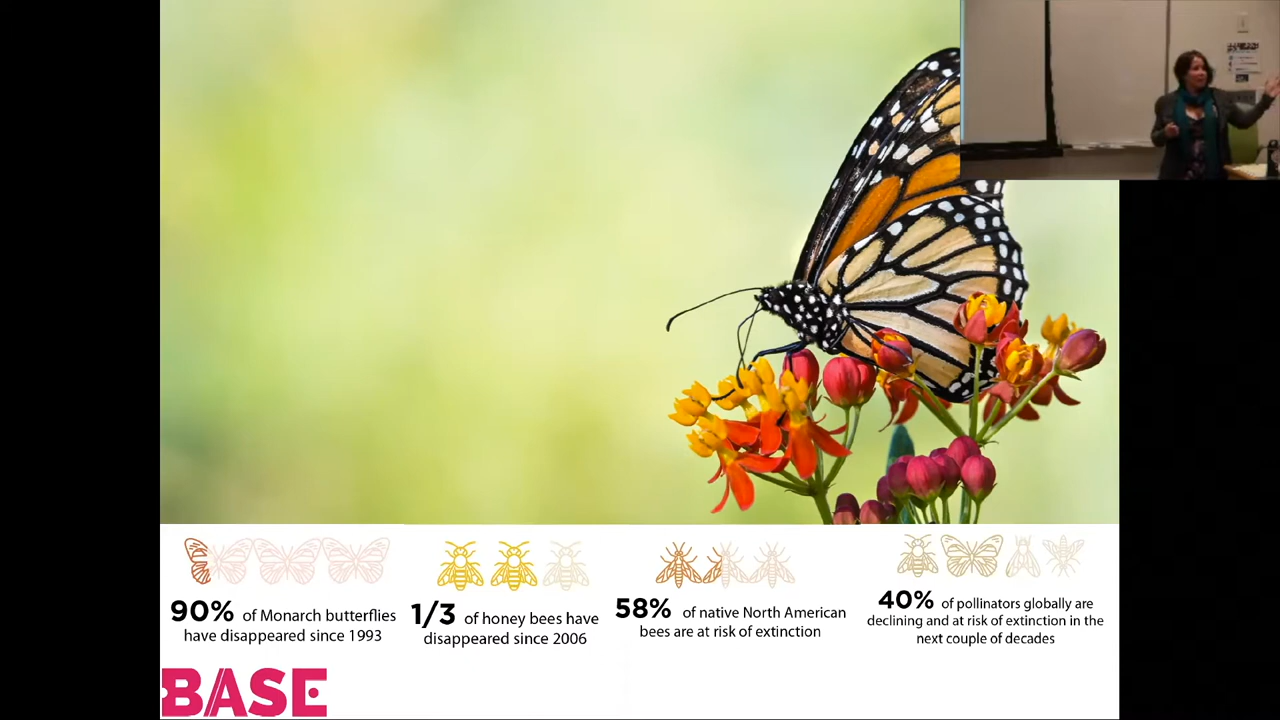 90% of Monarch butterflies
have disappeared since 1993
1/3 of honey bees have
disappeared since 2006
58% of native North American
bees are at risk of extinction
40% of pollinators globally are
declining and at risk of extinction in the
next couple of decades
BASE